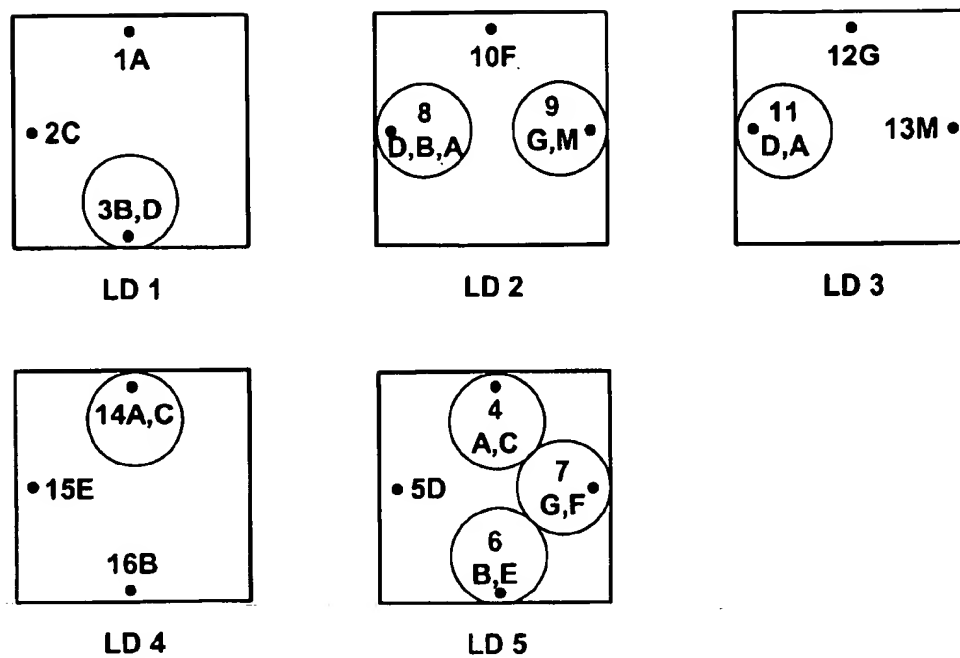 1A
2C
3B,D
LD 1
10F
8
D,B,A
9
G,M
LD 2
12G
11
D,A
13M
LD 3
14A,C
15E
16B
LD 4
4
A,C
5D
7
G,F
6
B,E
LD 5